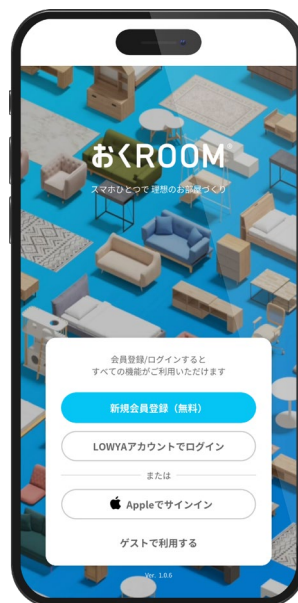 おくROOM
スマホひとつで 理想のお部屋づくり
会員登録/ログインすると
すべての機能がご利用いただけます
新規会員登録（無料）
LOWYAアカウントでログイン
または
Appleでサインイン
ゲストで利用する
Ver. 1.0.6